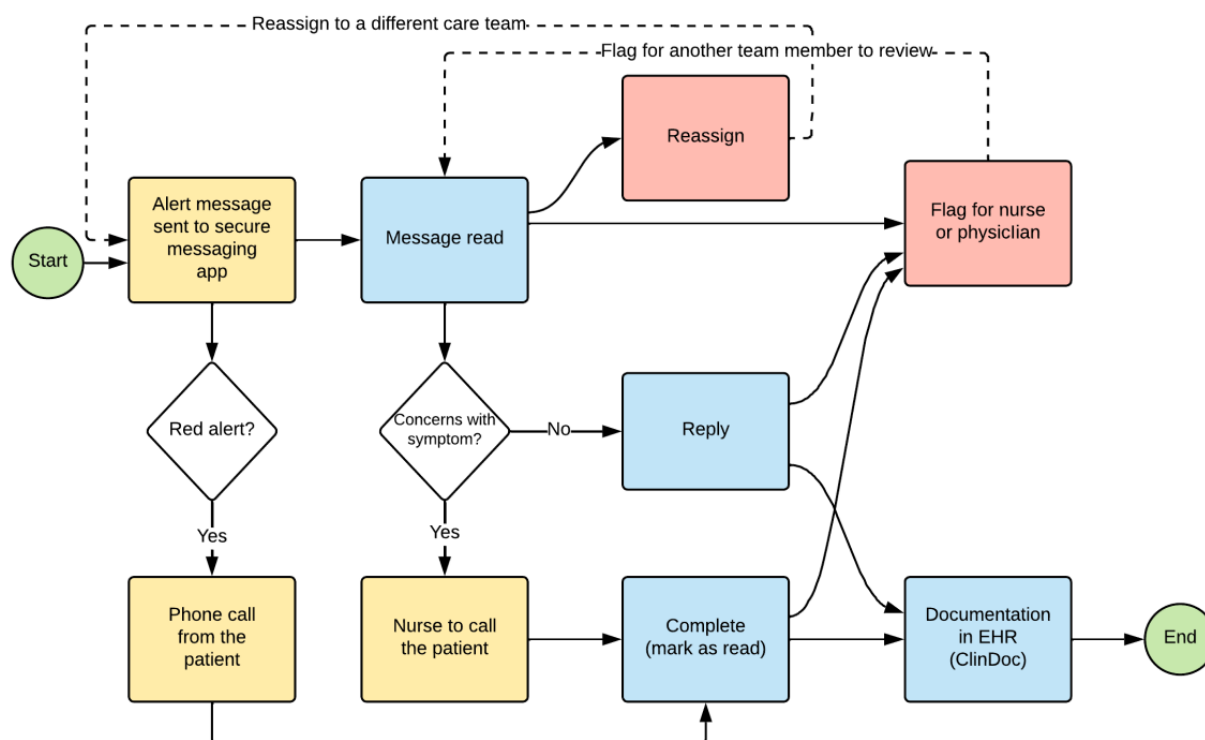 Reassign to a different care team
Flag for another team member to review
Reassign
Alert message
sent to secure
messaging
app
Message read
Flag for nurse
or physiclian
Start
Red alert?
Concerns with
symptom?
No
Reply
Yes
Yes
Phone call
from the
patient
Nurse to call
the patient
Complete
(mark as read)
Documentation
in EHR
(ClinDoc)
End